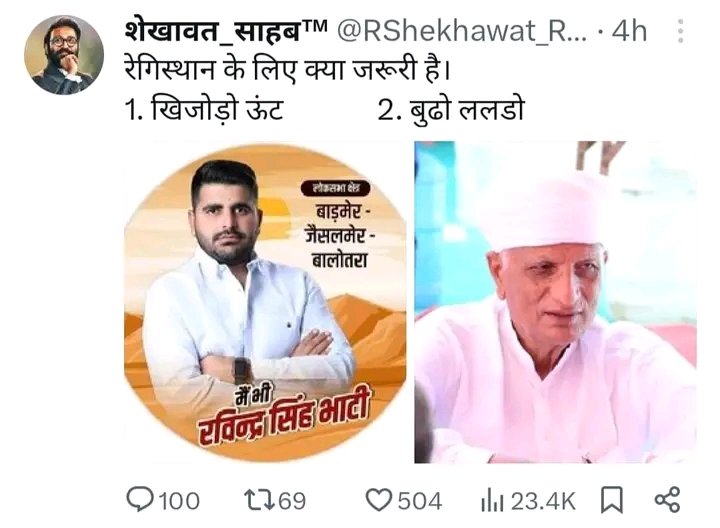 शेखावत_साहब™ @RShekhawat_R... · 4h
रेगिस्थान के लिए क्या जरूरी है।
1. खिजोड़ो ऊंट 2. बुढो ललडो
लोकसभा क्षेत्र
बाड़मेर -
जैसलमेर -
बालोतरा
मैं भी
रविन्द्र सिंह भाटी
100 69 504 23.4K